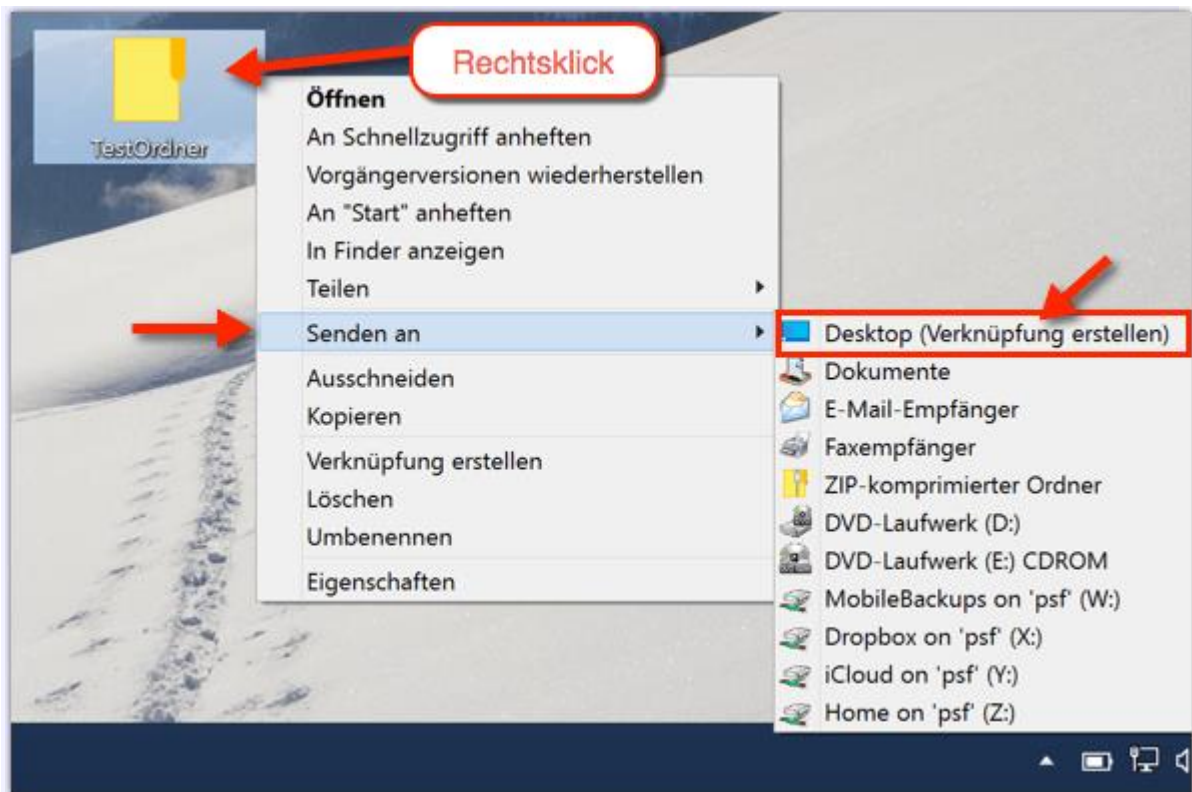 Rechtsklick
TestOrdner
Öffnen
An Schnellzugriff anheften
Vorgängerversionen wiederherstellen
An "Start" anheften
In Finder anzeigen
Teilen
Senden an
Ausschneiden
Kopieren
Verknüpfung erstellen
Löschen
Umbenennen
Eigenschaften
Desktop (Verknüpfung erstellen)
Dokumente
E-Mail-Empfänger
Faxempfänger
ZIP-komprimierter Ordner
DVD-Laufwerk (D:)
DVD-Laufwerk (E:) CDROM
MobileBackups on 'psf' (W:)
Dropbox on 'psf' (X:)
iCloud on 'psf' (Y:)
Home on 'psf' (Z:)